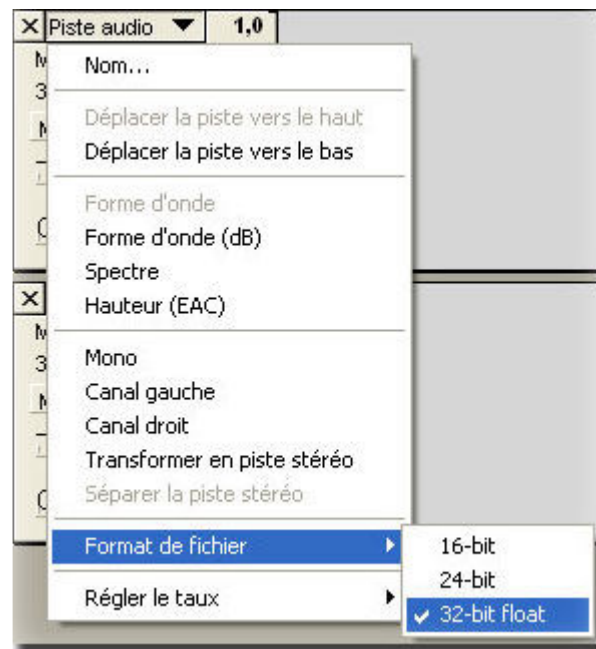 Piste audio 1,0
Nom...
Déplacer la piste vers le haut
Déplacer la piste vers le bas
Forme d'onde
Forme d'onde (dB)
Spectre
Hauteur (EAC)
Mono
Canal gauche
Canal droit
Transformer en piste stéréo
Séparer la piste stéréo
Format de fichier
16-bit
24-bit
32-bit float
Régler le taux